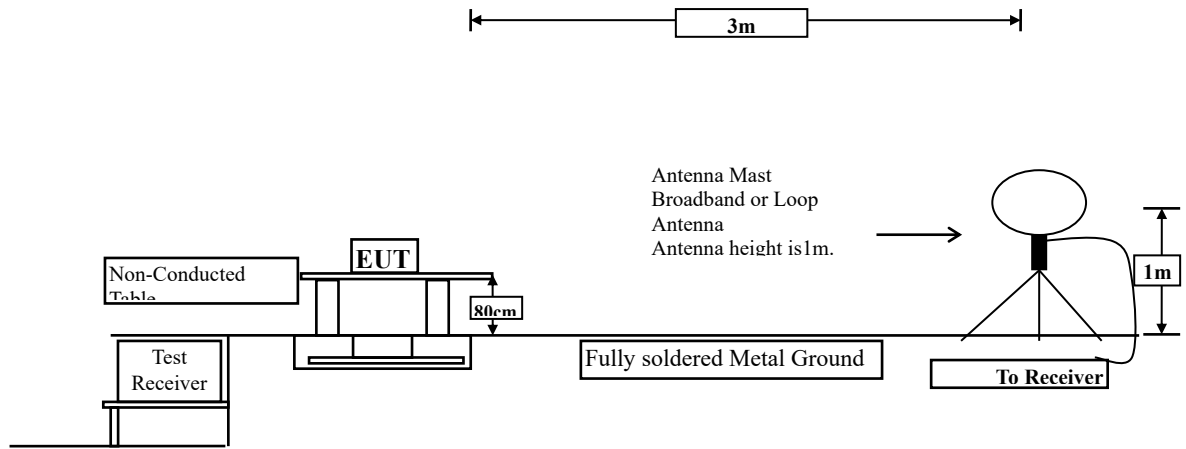 3m
Antenna Mast
Broadband or Loop
Antenna
Antenna height is1m.
EUT
Non-Conducted
Table
80cm
1m
Test
Receiver
Fully soldered Metal Ground
To Receiver